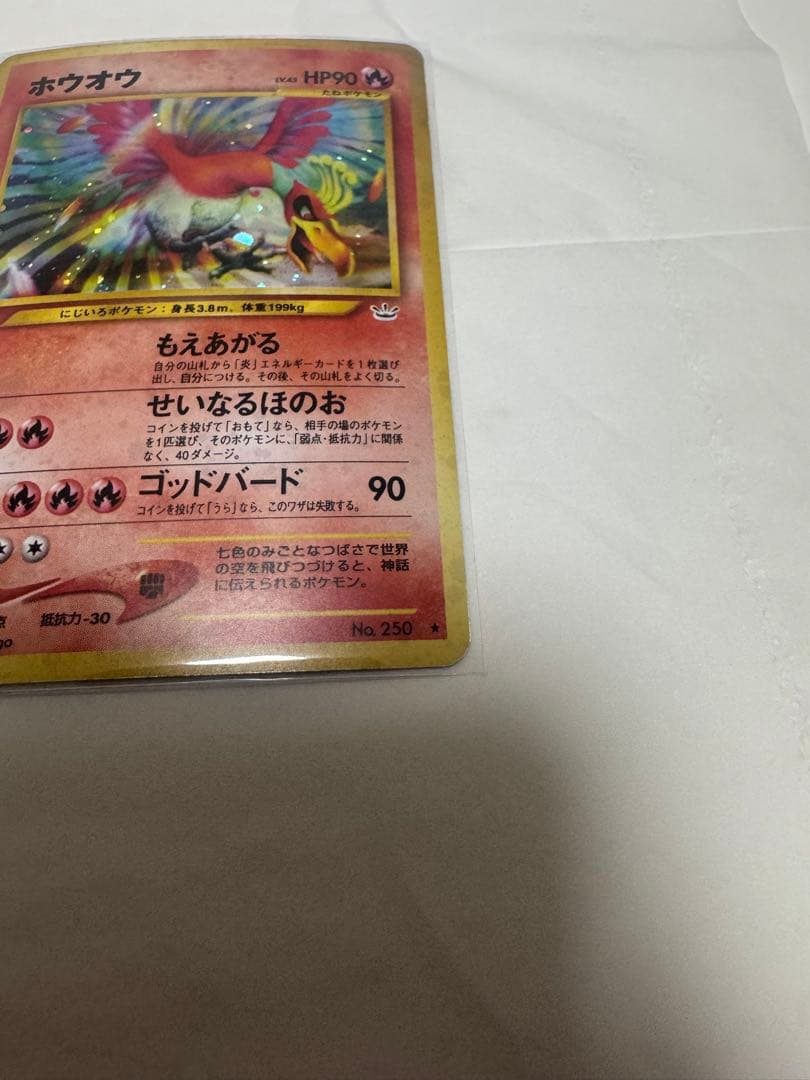 ホウオウ LV.45 HP90
たねポケモン
にじいろポケモン：身長3.8m、体重199kg
もえあがる
自分の山札から「炎」エネルギーカードを1枚選び
出し、自分につける。その後、その山札をよく切る。
せいなるほのお
コインを投げて「おもて」なら、相手の場のポケモン
を1匹選び、そのポケモンに、「弱点・抵抗力」に関係
なく、40ダメージ。
ゴッドバード 90
コインを投げて「うら」なら、このワザは失敗する。
七色のみごとなつばさで世界
の空を飛びつづけると、神話
に伝えられるポケモン。
点 抵抗力-30
go
No. 250 ★